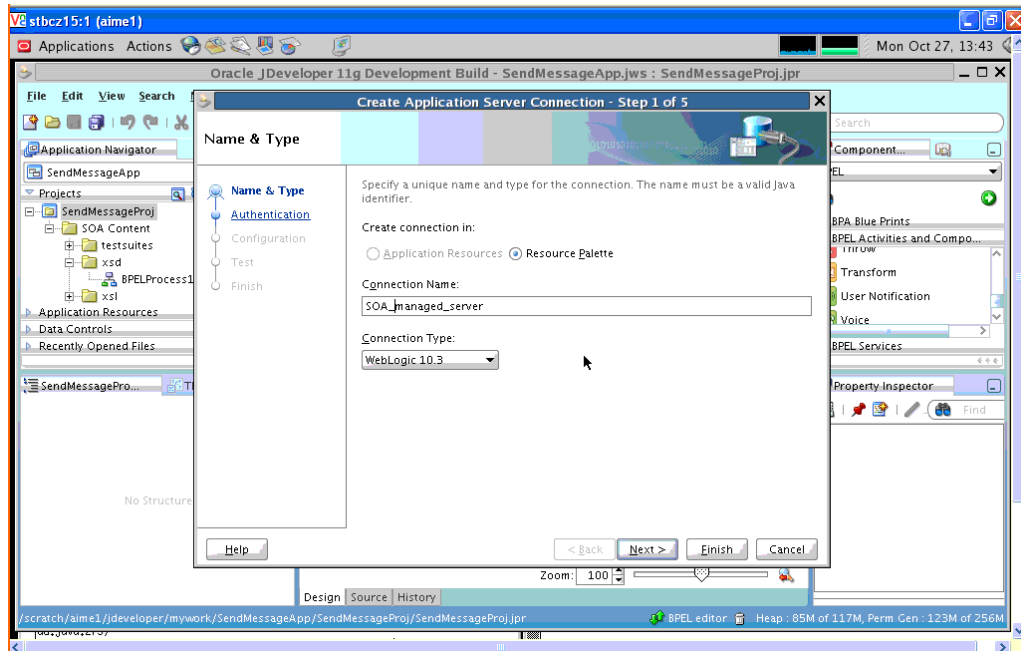 stbcz15:1 (aime1)
Applications Actions Mon Oct 27, 13:43
Oracle JDeveloper 11g Development Build - SendMessageApp.jws : SendMessageProj.jpr
File Edit View Search
Create Application Server Connection - Step 1 of 5
Search
Name & Type
Application Navigator
Component...
SendMessageApp
Projects
SendMessageProj
SOA Content
testsuites
xsd
BPELProcess1
xsl
Application Resources
Data Controls
Recently Opened Files
Name & Type
Authentication
Configuration
Test
Finish
Specify a unique name and type for the connection. The name must be a valid Java
identifier.
Create connection in:
Application Resources Resource Palette
Connection Name:
SOA_managed_server
Connection Type:
WebLogic 10.3
BPA Blue Prints
BPEL Activities and Compo...
Throw
Transform
User Notification
Voice
BPEL Services
SendMessagePro...
Property Inspector
Find
No Structure
Help < Back Next > Finish Cancel
Zoom: 100
Design Source History
/scratch/aime1/jdeveloper/mywork/SendMessageApp/SendMessageProj/SendMessageProj.jpr BPEL editor Heap : 85M of 117M, Perm Gen : 123M of 256M